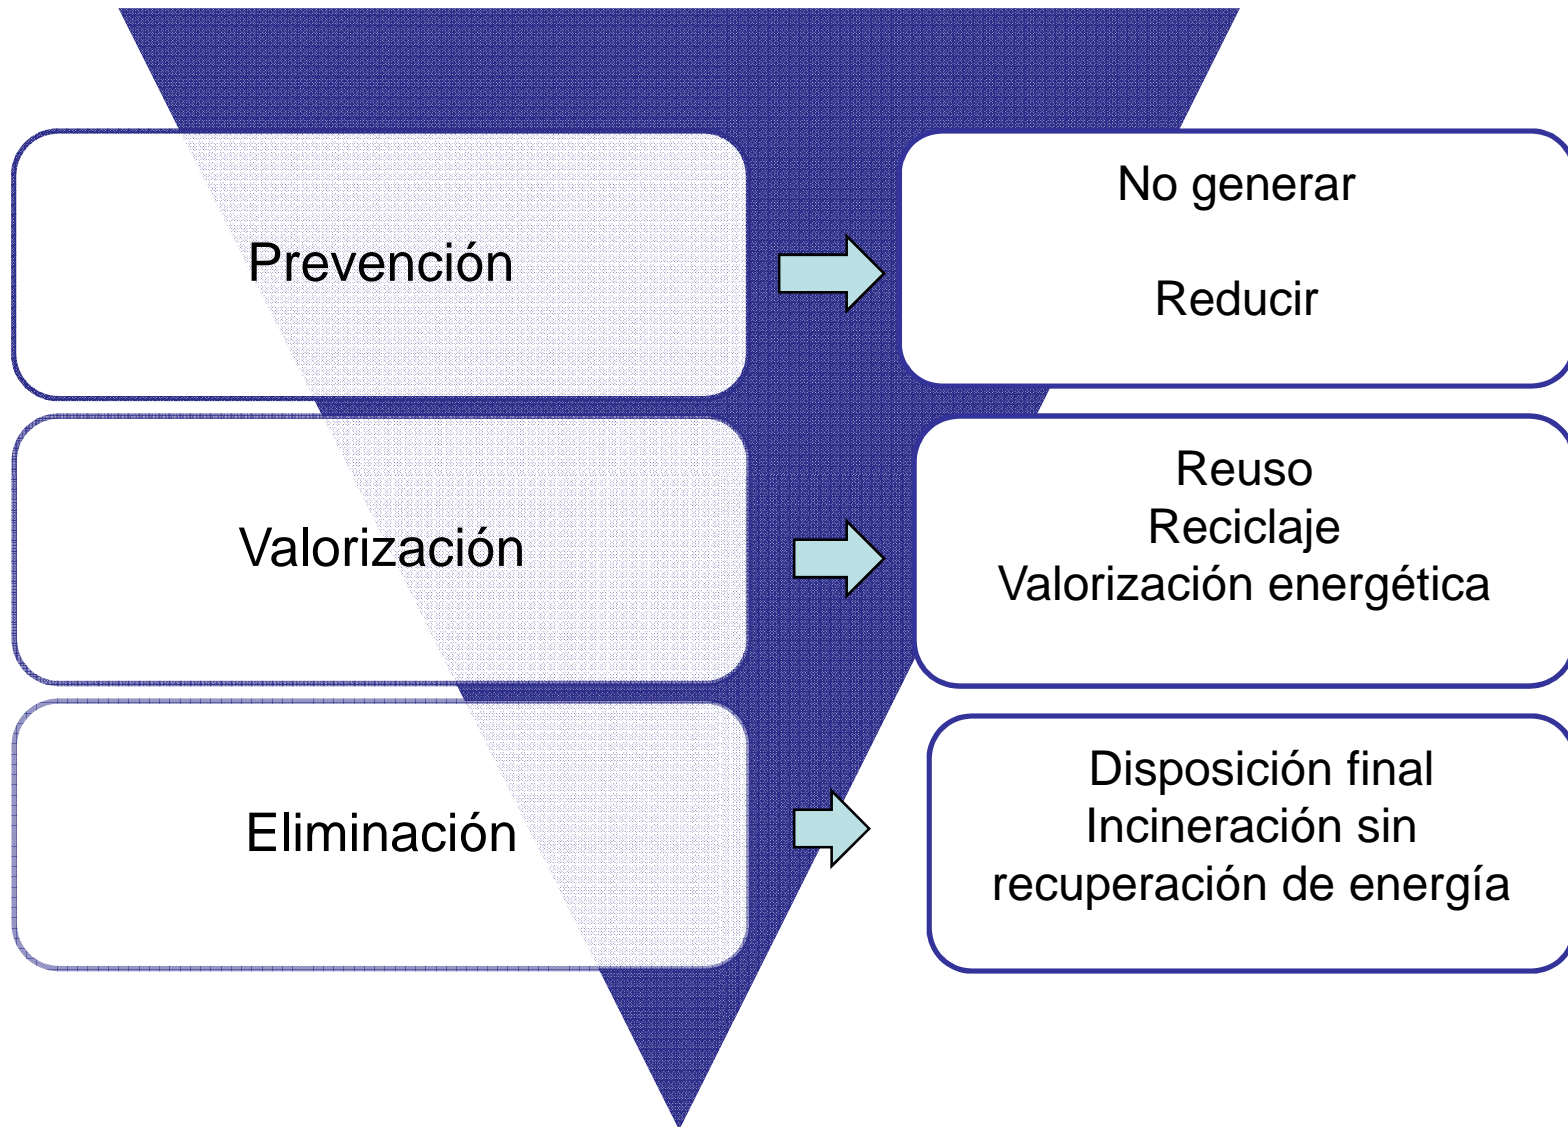 Prevención
No generar
Reducir
Valorización
Reuso
Reciclaje
Valorización energética
Eliminación
Disposición final
Incineración sin
recuperación de energía